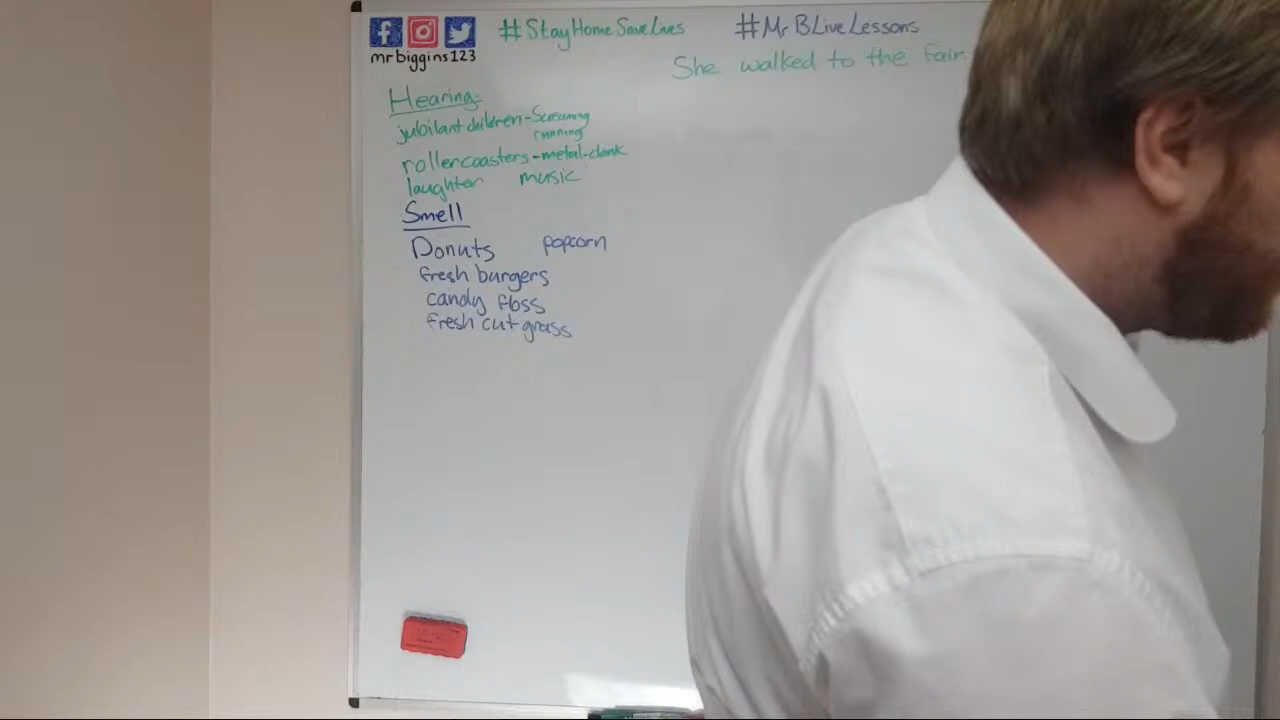 #StayHomeSaveLives #MrBLiveLessons
mrbiggins123
She walked to the fair
Hearing:
jubilant children - Screaming
running
rollercoasters - metal - clank
laughter music
Smell
Donuts popcorn
fresh burgers
candy floss
fresh cut grass